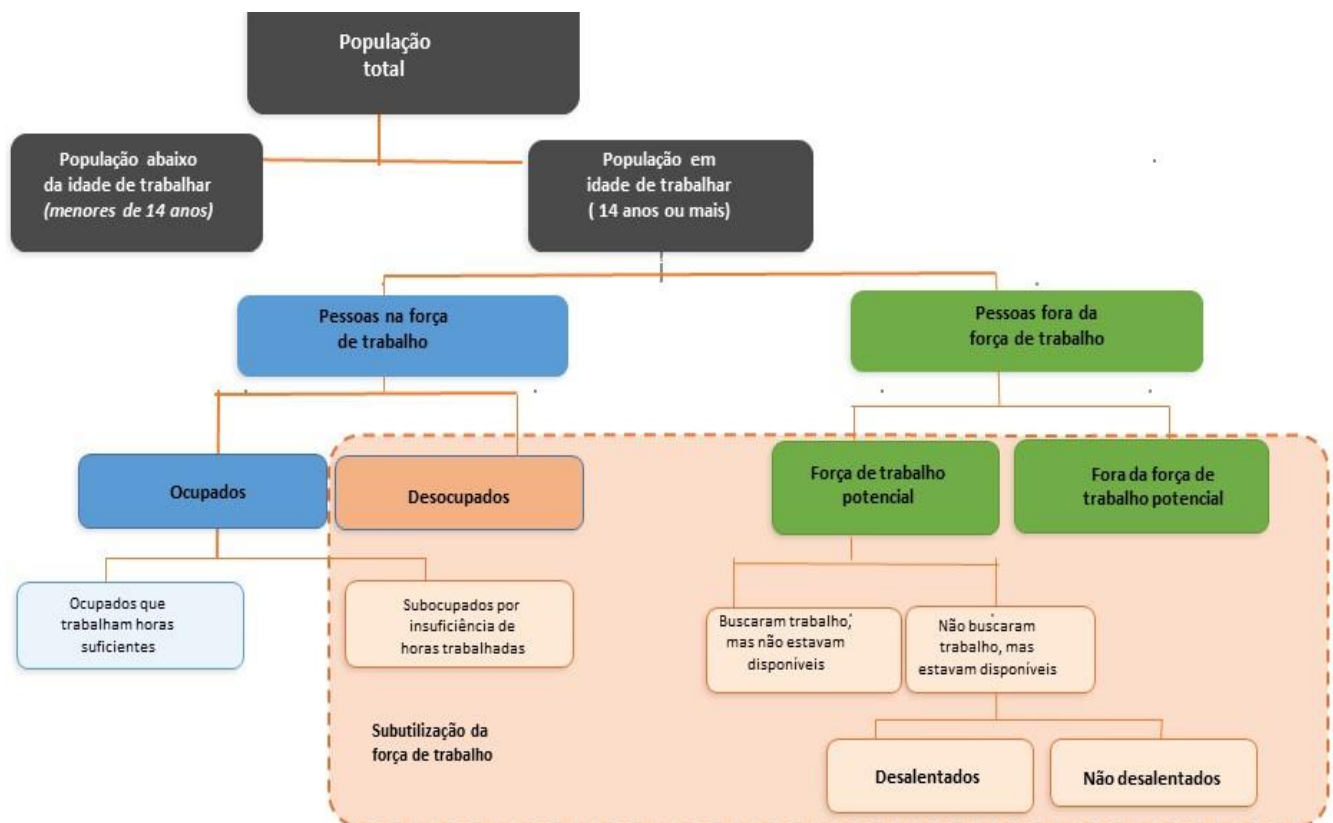 População
total
População abaixo
da idade de trabalhar
(menores de 14 anos)
População em
idade de trabalhar
( 14 anos ou mais)
Pessoas na força
de trabalho
Pessoas fora da
força de trabalho
Ocupados
Desocupados
Força de trabalho
potencial
Fora da força de
trabalho potencial
Ocupados que
trabalham horas
suficientes
Subocupados por
insuficiência de
horas trabalhadas
Buscaram trabalho,
mas não estavam
disponíveis
Não buscaram
trabalho, mas
estavam disponíveis
Subutilização da
força de trabalho
Desalentados
Não desalentados